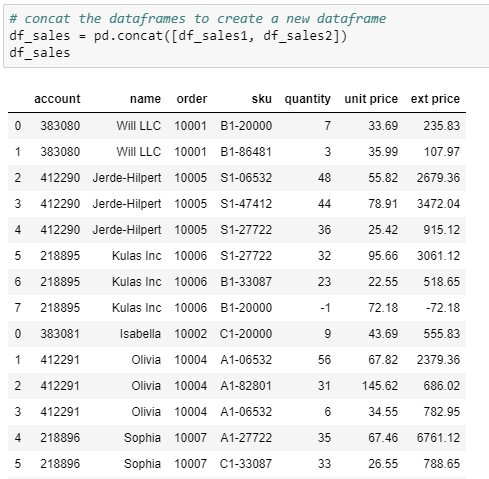 # concat the dataframes to create a new dataframe
df_sales = pd.concat([df_sales1, df_sales2])
df_sales
account name order sku quantity unit price ext price
0 383080 Will LLC 10001 B1-20000 7 33.69 235.83
1 383080 Will LLC 10001 B1-86481 3 35.99 107.97
2 412290 Jerde-Hilpert 10005 S1-06532 48 55.82 2679.36
3 412290 Jerde-Hilpert 10005 S1-47412 44 78.91 3472.04
4 412290 Jerde-Hilpert 10005 S1-27722 36 25.42 915.12
5 218895 Kulas Inc 10006 S1-27722 32 95.66 3061.12
6 218895 Kulas Inc 10006 B1-33087 23 22.55 518.65
7 218895 Kulas Inc 10006 B1-20000 -1 72.18 -72.18
0 383081 Isabella 10002 C1-20000 9 43.69 555.83
1 412291 Olivia 10004 A1-06532 56 67.82 2379.36
2 412291 Olivia 10004 A1-82801 31 145.62 686.02
3 412291 Olivia 10004 A1-06532 6 34.55 782.95
4 218896 Sophia 10007 A1-27722 35 67.46 6761.12
5 218896 Sophia 10007 C1-33087 33 26.55 788.65